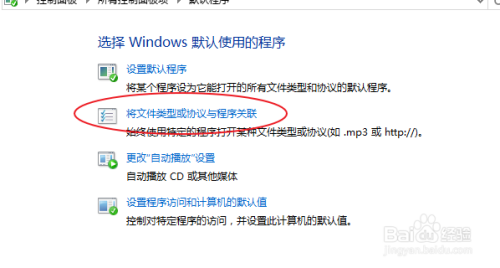 控制面板 ▸ 所有控制面板项 ▸ 默认程序
选择 Windows 默认使用的程序
设置默认程序
将某个程序设为它能打开的所有文件类型和协议的默认程序。
将文件类型或协议与程序关联
始终使用特定的程序打开某种文件类型或协议(如 .mp3 或 http://)。
更改“自动播放”设置
自动播放 CD 或其他媒体
设置程序访问和计算机的默认值
控制对特定程序的访问，并设置此计算机的默认值。
Bai度经验
jingyan.baidu.com